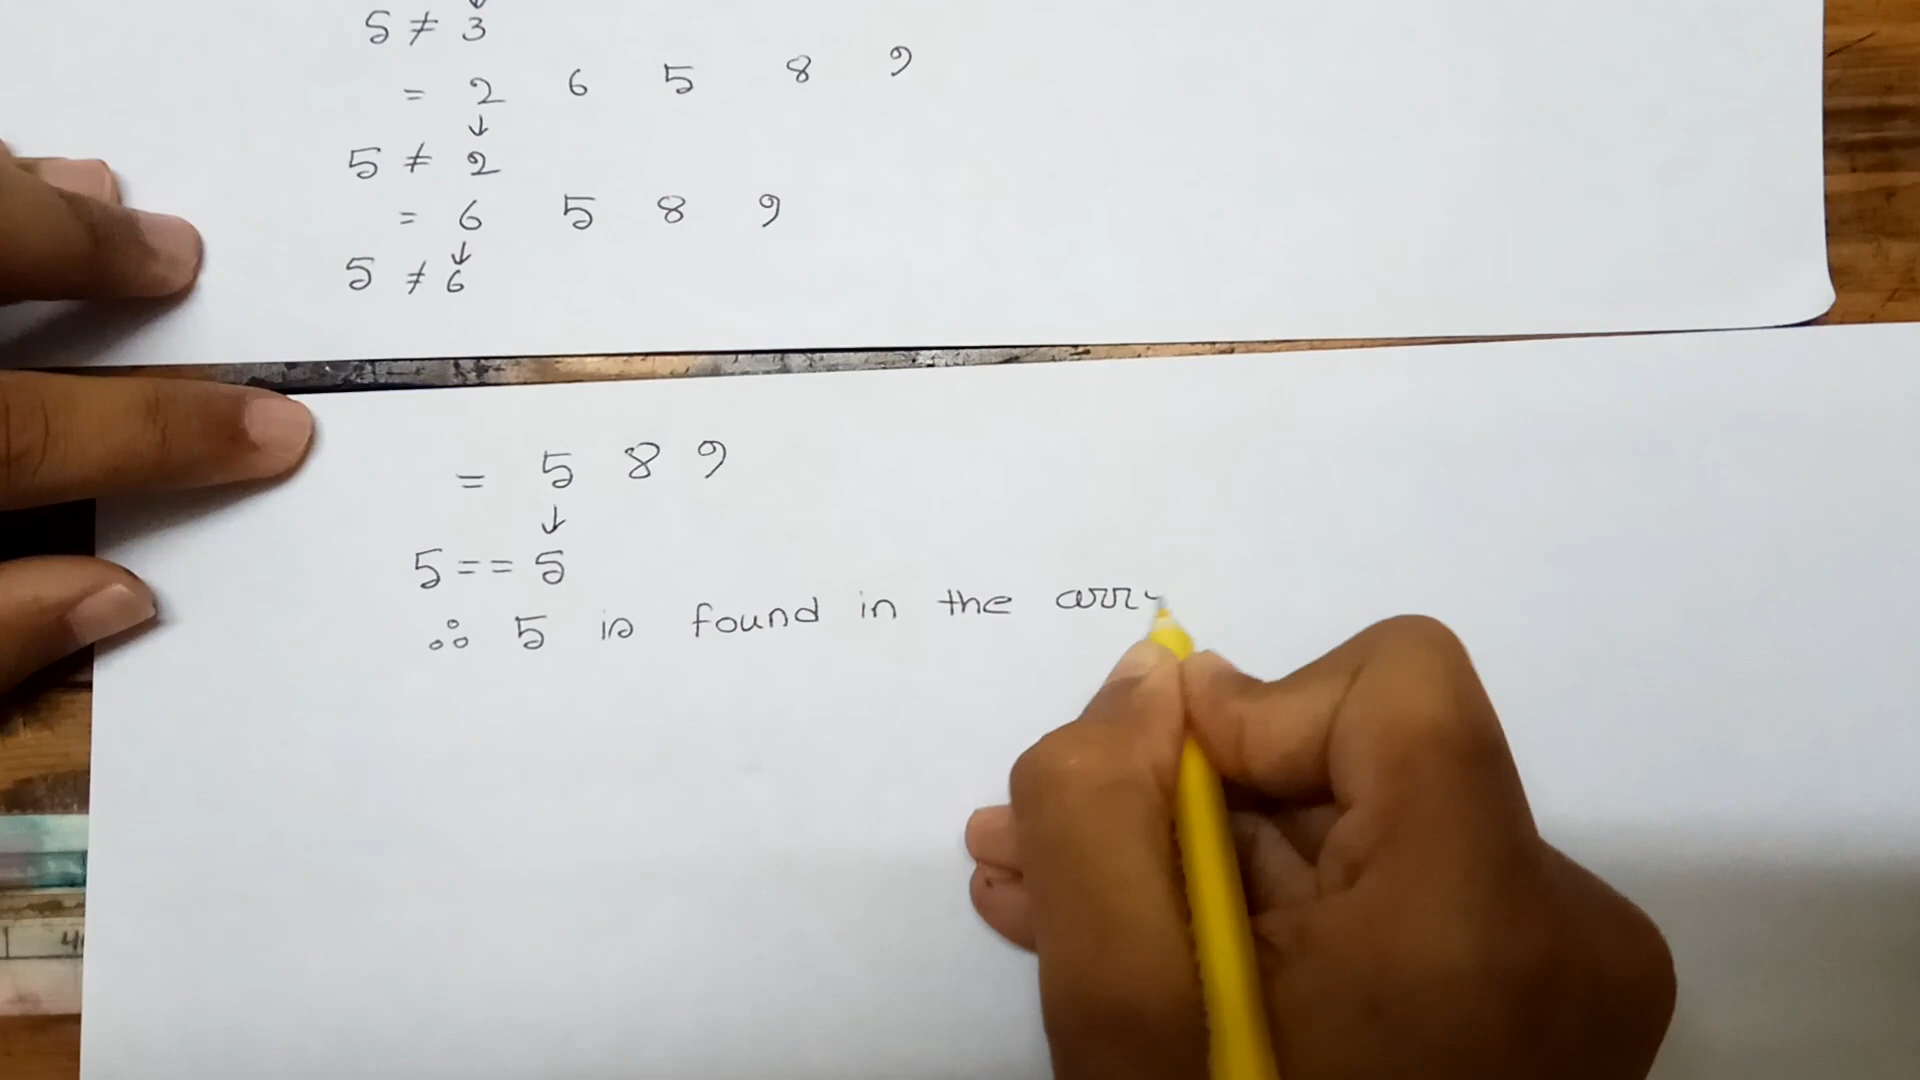 5 ≠ 3
= 2 6 5 8 9
↓
5 ≠ 2
= 6 5 8 9
↓
5 ≠ 6
= 5 8 9
↓
5 == 5
∴ 5 is found in the arr